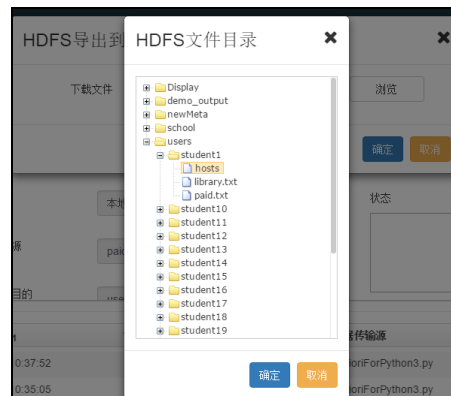 HDFS导出到
HDFS文件目录
下载文件
浏览
Display
demo_output
newMeta
school
users
student1
hosts
library.txt
paid.txt
student10
student11
student12
student13
student14
student15
student16
student17
student18
student19
确定
取消
本地
状态
源
paid
目的
确定
取消
传输源
0:37:52
ioriForPython3.py
0:35:05
ioriForPython3.py